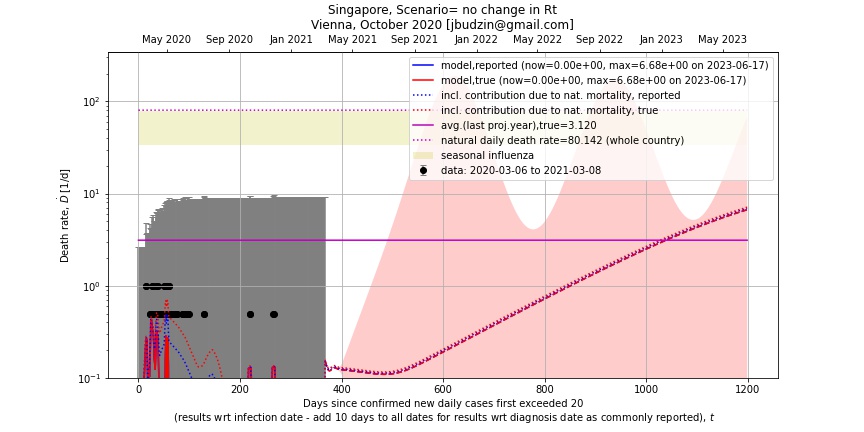 Singapore, Scenario= no change in Rt
Vienna, October 2020 [jbudzin@gmail.com]
May 2020 Sep 2020 Jan 2021 May 2021 Sep 2021 Jan 2022 May 2022 Sep 2022 Jan 2023 May 2023
model,reported (now=0.00e+00, max=6.68e+00 on 2023-06-17)
model,true (now=0.00e+00, max=6.68e+00 on 2023-06-17)
incl. contribution due to nat. mortality, reported
incl. contribution due to nat. mortality, true
avg.(last proj.year),true=3.120
natural daily death rate=80.142 (whole country)
seasonal influenza
data: 2020-03-06 to 2021-03-08
Death rate, Ḋ [1/d]
10²
10¹
10⁰
10⁻¹
0 200 400 600 800 1000 1200
Days since confirmed new daily cases first exceeded 20
(results wrt infection date - add 10 days to all dates for results wrt diagnosis date as commonly reported), t